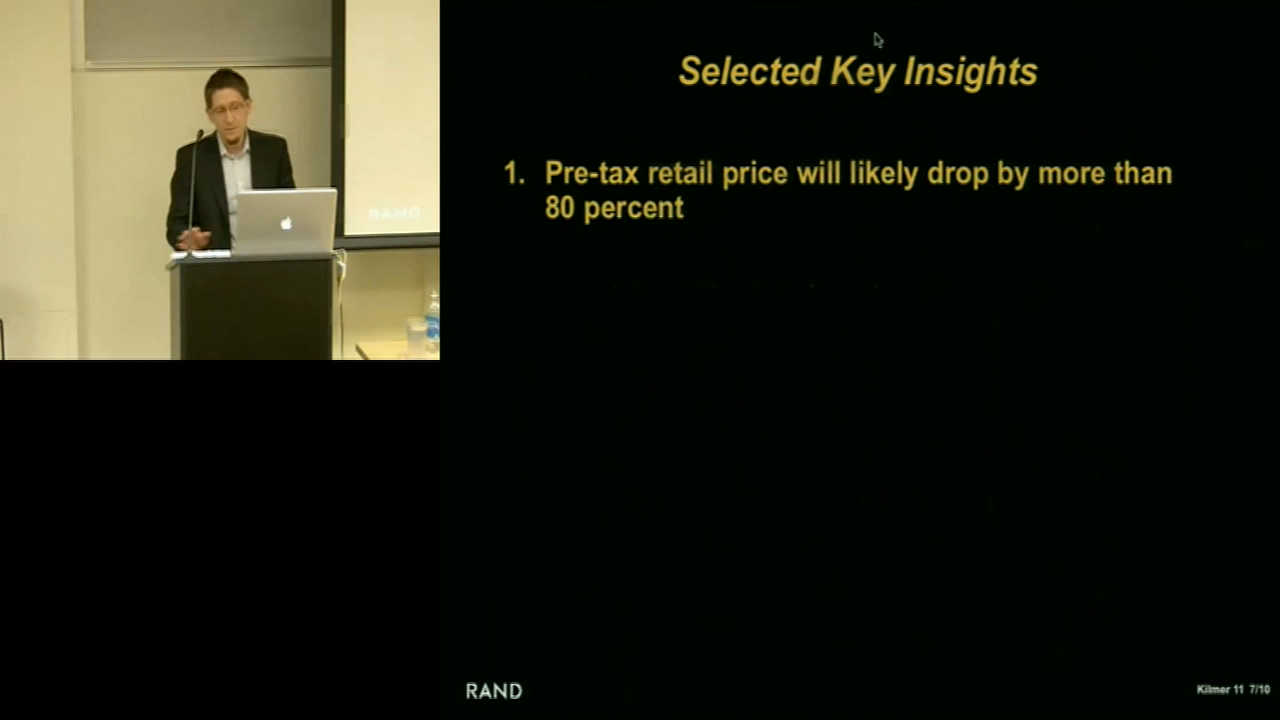 Selected Key Insights
1. Pre-tax retail price will likely drop by more than
80 percent
RAND
RAND
Kilmer 11 7/10